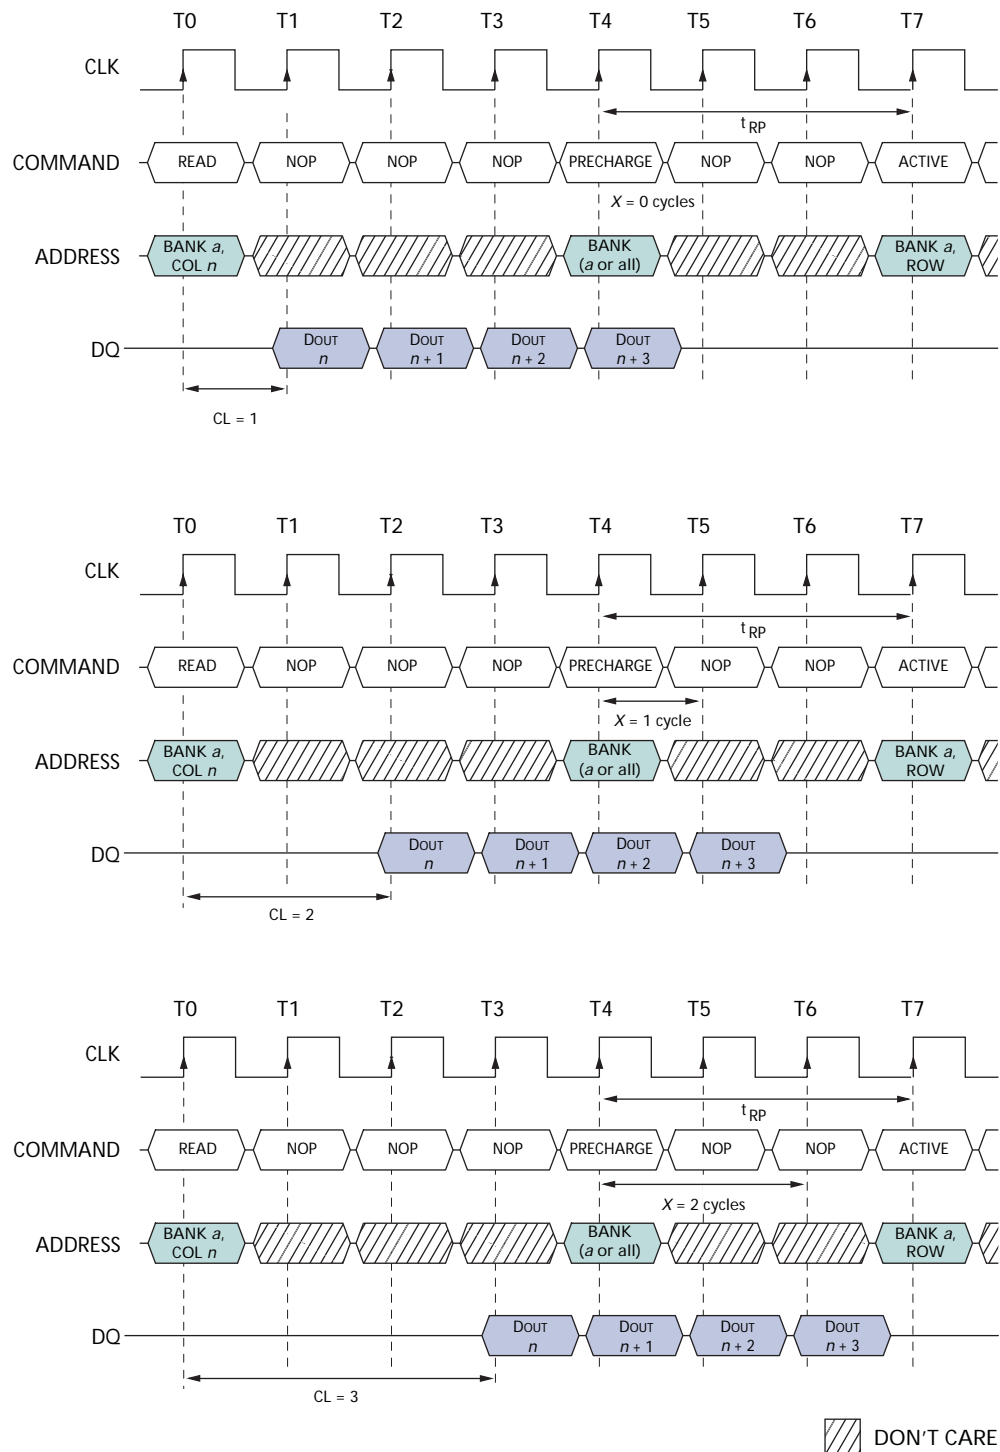 T0 T1 T2 T3 T4 T5 T6 T7
CLK
tRP
COMMAND READ NOP NOP NOP PRECHARGE NOP NOP ACTIVE
X = 0 cycles
ADDRESS BANK a, COL n BANK (a or all) BANK a, ROW
DQ DOUT n DOUT n + 1 DOUT n + 2 DOUT n + 3
CL = 1
T0 T1 T2 T3 T4 T5 T6 T7
CLK
tRP
COMMAND READ NOP NOP NOP PRECHARGE NOP NOP ACTIVE
X = 1 cycle
ADDRESS BANK a, COL n BANK (a or all) BANK a, ROW
DQ DOUT n DOUT n + 1 DOUT n + 2 DOUT n + 3
CL = 2
T0 T1 T2 T3 T4 T5 T6 T7
CLK
tRP
COMMAND READ NOP NOP NOP PRECHARGE NOP NOP ACTIVE
X = 2 cycles
ADDRESS BANK a, COL n BANK (a or all) BANK a, ROW
DQ DOUT n DOUT n + 1 DOUT n + 2 DOUT n + 3
CL = 3
DON'T CARE